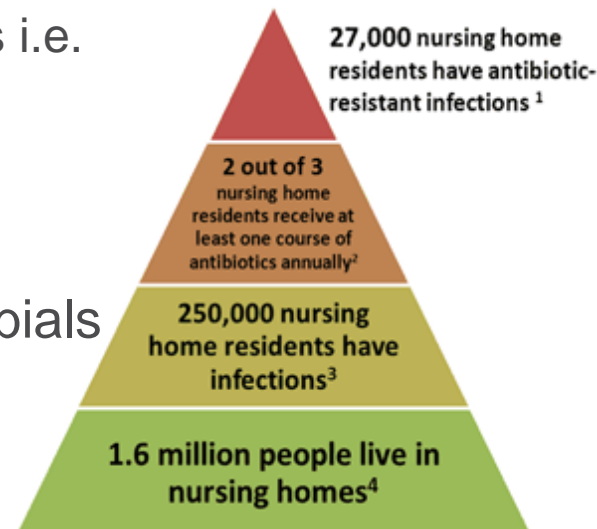 s i.e.
27,000 nursing home
residents have antibiotic-
resistant infections ¹
2 out of 3
nursing home
residents receive at
least one course of
antibiotics annually²
pials
250,000 nursing
home residents have
infections³
1.6 million people live in
nursing homes⁴